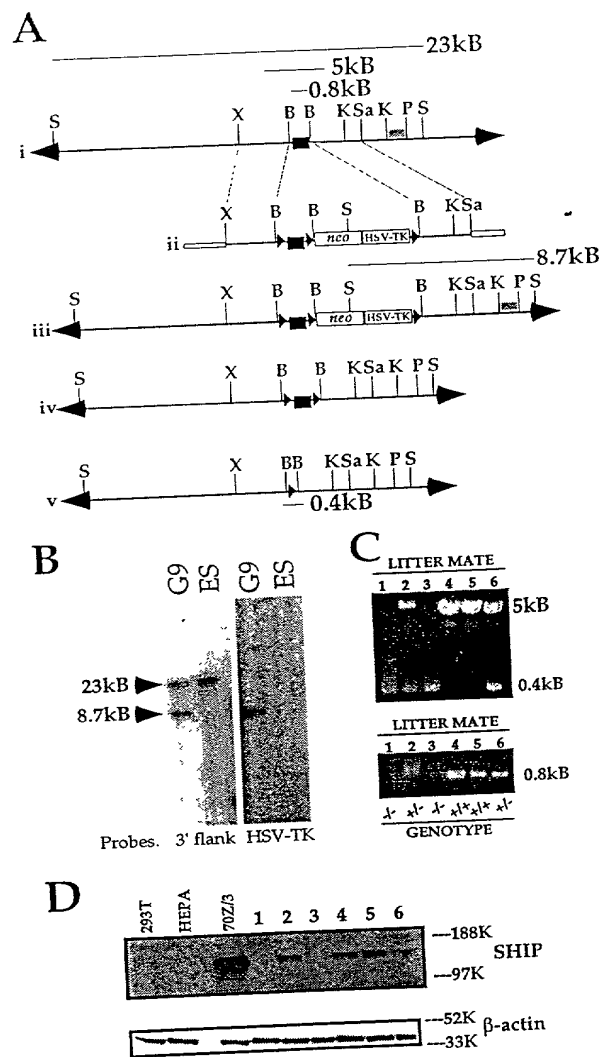 A
23kB
5kB
0.8kB
S X B B K Sa K P S
i
X B B S B K Sa
ii neo HSV-TK
8.7kB
S X B B S B K Sa K P S
iii neo HSV-TK
S X B B K Sa K P S
iv
S X BB K Sa K P S
v
0.4kB
B
G9 ES G9 ES
23kB
8.7kB
Probes. 3' flank HSV-TK
C
LITTER MATE
1 2 3 4 5 6
5kB
0.4kB
LITTER MATE
1 2 3 4 5 6
0.8kB
-/- +/- -/- +/+ +/+ +/-
GENOTYPE
D
293T HEPA 70Z/3 1 2 3 4 5 6
---188K
SHIP
---97K
---52K
β-actin
---33K